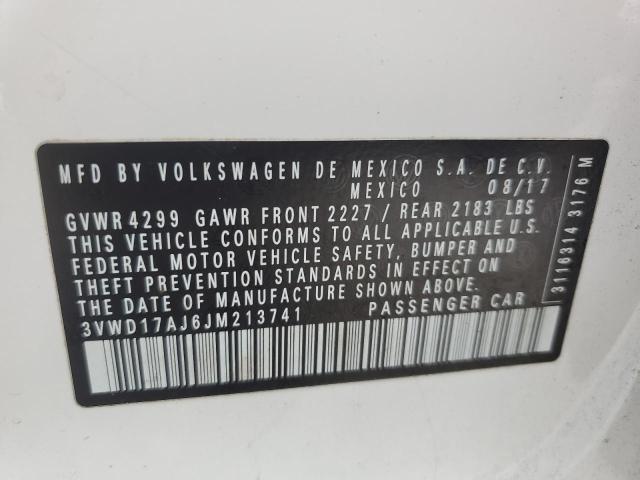 MFD BY VOLKSWAGEN DE MEXICO S.A. DE C.V.
MEXICO 08/17
GVWR 4299 GAWR FRONT 2227 / REAR 2183 LBS
THIS VEHICLE CONFORMS TO ALL APPLICABLE U.S.
FEDERAL MOTOR VEHICLE SAFETY, BUMPER AND
THEFT PREVENTION STANDARDS IN EFFECT ON
THE DATE OF MANUFACTURE SHOWN ABOVE.
3VWD17AJ6JM213741 PASSENGER CAR
3116314 3176 M